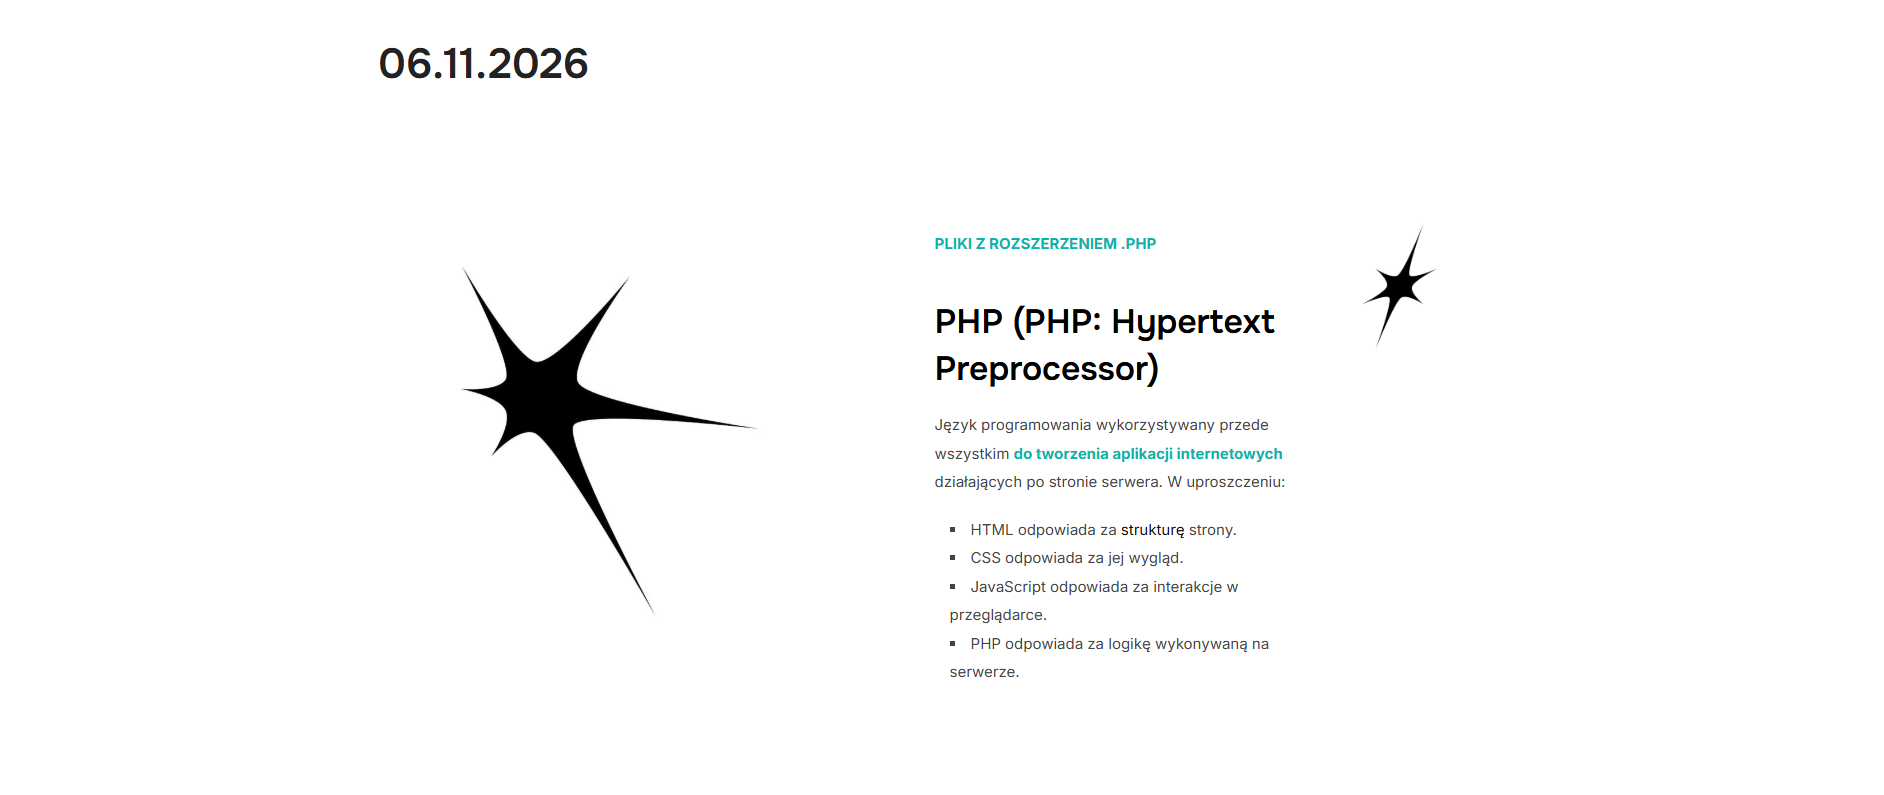 06.11.2026
PLIKI Z ROZSZERZENIEM .PHP
PHP (PHP: Hypertext
Preprocessor)
Język programowania wykorzystywany przede
wszystkim do tworzenia aplikacji internetowych
działających po stronie serwera. W uproszczeniu:
▪ HTML odpowiada za strukturę strony.
▪ CSS odpowiada za jej wygląd.
▪ JavaScript odpowiada za interakcje w
przeglądarce.
▪ PHP odpowiada za logikę wykonywaną na
serwerze.